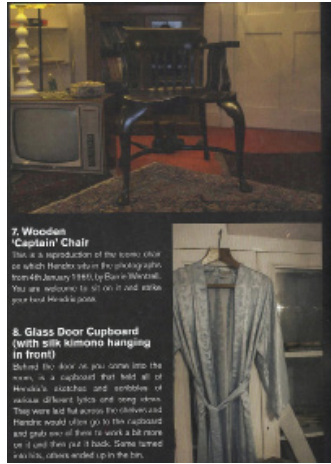 7. Wooden
'Captain' Chair
This is a reproduction of the iconic chair
on which Hendrix sits in the photographs
from 4th January 1969, by Barrie Wentzell.
You are welcome to sit on it and strike
your best Hendrix pose.
8. Glass Door Cupboard
(with silk kimono hanging
in front)
Behind the door as you come into the
room, is a cupboard that held all of
Hendrix's sketches and scribbles of
various different lyrics and song ideas.
They were laid flat across the shelves and
Hendrix would often go to the cupboard
and grab one of them to work a bit more
on it and then put it back. Some turned
into hits, others ended up in the bin.